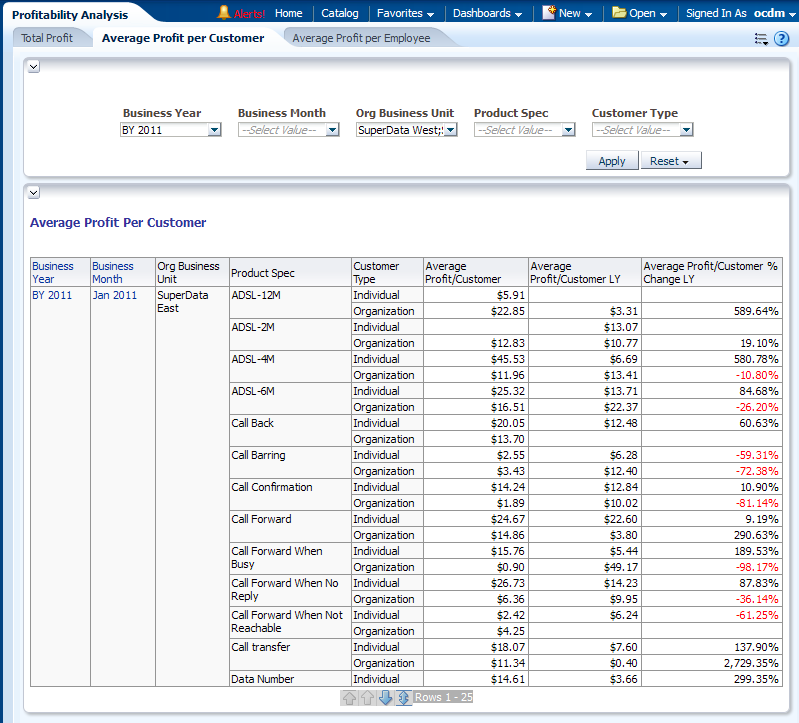 Profitability Analysis
Alerts! Home Catalog Favorites Dashboards New Open Signed In As ocdm
Total Profit Average Profit per Customer Average Profit per Employee
Business Year Business Month Org Business Unit Product Spec Customer Type
BY 2011 --Select Value-- SuperData West;S --Select Value-- --Select Value--
Apply Reset
Average Profit Per Customer
Business Year Business Month Org Business Unit Product Spec Customer Type Average Profit/Customer Average Profit/Customer LY Average Profit/Customer % Change LY
BY 2011 Jan 2011 SuperData East ADSL-12M Individual $5.91
Organization $22.85 $3.31 589.64%
ADSL-2M Individual $13.07
Organization $12.83 $10.77 19.10%
ADSL-4M Individual $45.53 $6.69 580.78%
Organization $11.96 $13.41 -10.80%
ADSL-6M Individual $25.32 $13.71 84.68%
Organization $16.51 $22.37 -26.20%
Call Back Individual $20.05 $12.48 60.63%
Organization $13.70
Call Barring Individual $2.55 $6.28 -59.31%
Organization $3.43 $12.40 -72.38%
Call Confirmation Individual $14.24 $12.84 10.90%
Organization $1.89 $10.02 -81.14%
Call Forward Individual $24.67 $22.60 9.19%
Organization $14.86 $3.80 290.63%
Call Forward When Busy Individual $15.76 $5.44 189.53%
Organization $0.90 $49.17 -98.17%
Call Forward When No Reply Individual $26.73 $14.23 87.83%
Organization $6.36 $9.95 -36.14%
Call Forward When Not Reachable Individual $2.42 $6.24 -61.25%
Organization $4.25
Call transfer Individual $18.07 $7.60 137.90%
Organization $11.34 $0.40 2,729.35%
Data Number Individual $14.61 $3.66 299.35%
Rows 1 - 25